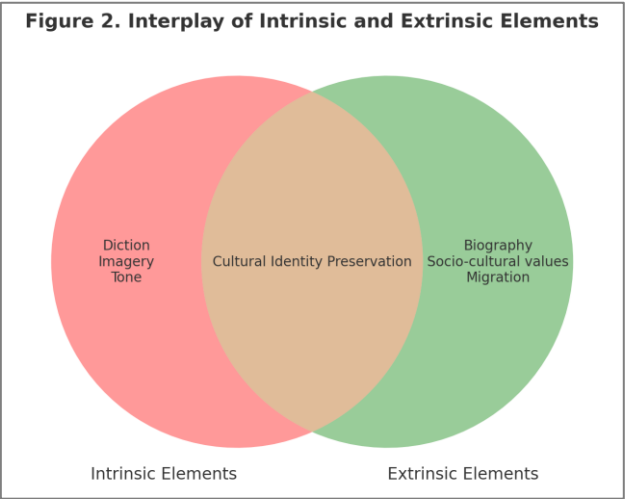 Figure 2. Interplay of Intrinsic and Extrinsic Elements
Diction
Imagery
Tone
Cultural Identity Preservation
Biography
Socio-cultural values
Migration
Intrinsic Elements
Extrinsic Elements